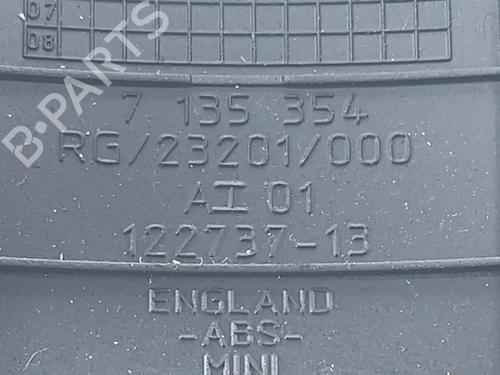 07
08
7 135 354
RG/23201/000
AI 01
122737-13
ENGLAND
-ABS-
MINI
B-PARTS